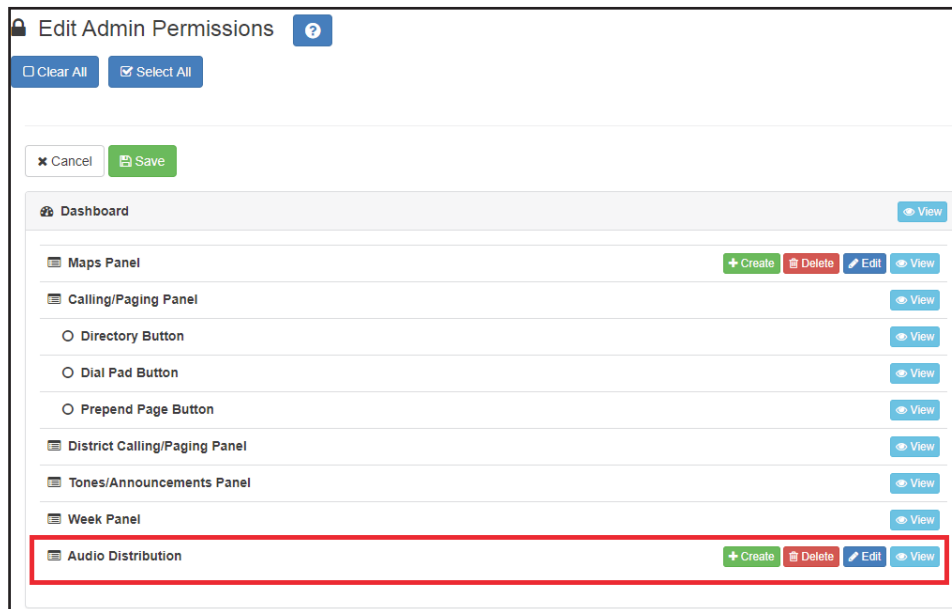 Edit Admin Permissions ?
Clear All Select All
Cancel Save
Dashboard View
Maps Panel Create Delete Edit View
Calling/Paging Panel View
Directory Button View
Dial Pad Button View
Prepend Page Button View
District Calling/Paging Panel View
Tones/Announcements Panel View
Week Panel View
Audio Distribution Create Delete Edit View